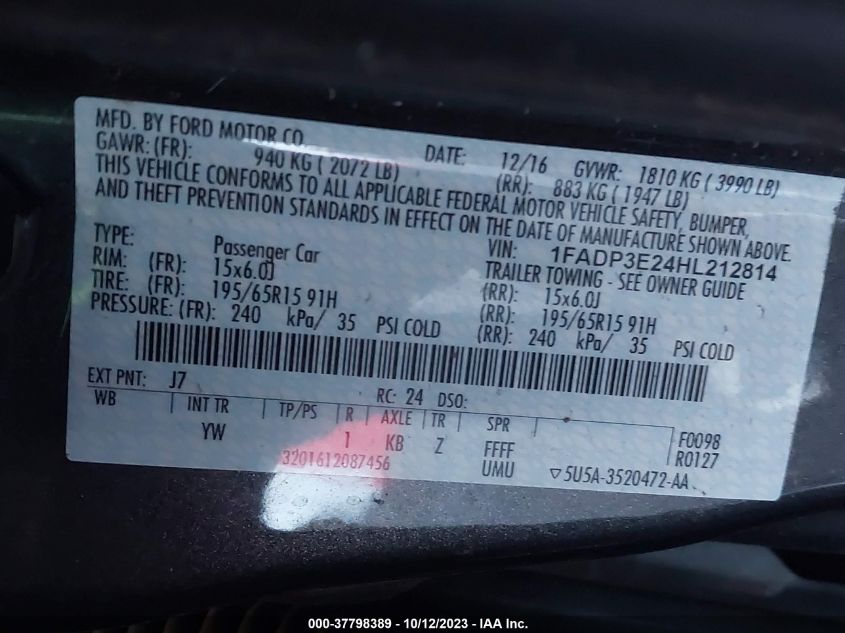 MFD. BY FORD MOTOR CO.
DATE: 12/16 GVWR: 1810 KG ( 3990 LB)
GAWR: (FR): 940 KG ( 2072 LB) (RR): 883 KG ( 1947 LB)
THIS VEHICLE CONFORMS TO ALL APPLICABLE FEDERAL MOTOR VEHICLE SAFETY, BUMPER,
AND THEFT PREVENTION STANDARDS IN EFFECT ON THE DATE OF MANUFACTURE SHOWN ABOVE.
VIN: 1FADP3E24HL212814
TYPE: Passenger Car TRAILER TOWING - SEE OWNER GUIDE
RIM: (FR): 15x6.0J (RR): 15x6.0J
TIRE: (FR): 195/65R15 91H (RR): 195/65R15 91H
PRESSURE: (FR): 240 kPa/ 35 PSI COLD (RR): 240 kPa/ 35 PSI COLD
EXT PNT: J7 RC: 24 DSO:
WB INT TR TP/PS R AXLE TR SPR
YW 1 KB Z FFFF F0098
3201612087456 UMU R0127
▽5U5A-3520472-AA
000-37798389 - 10/12/2023 - IAA Inc.